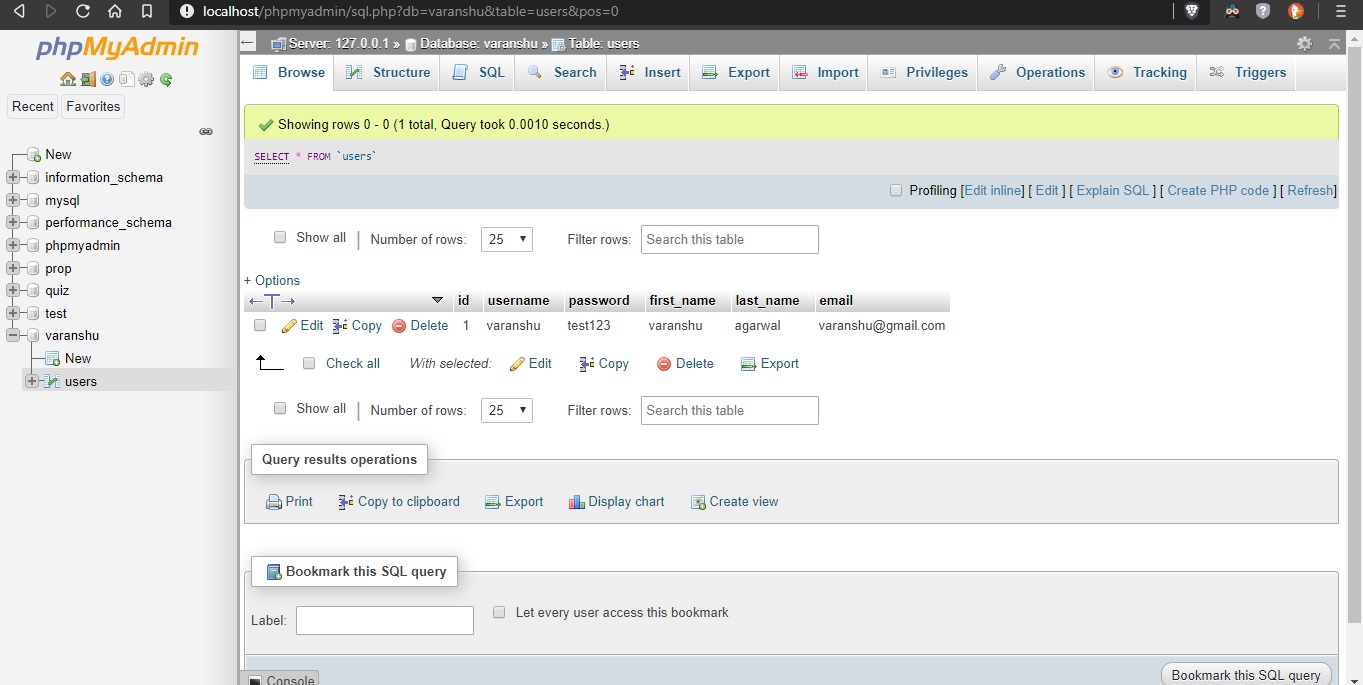 localhost/phpmyadmin/sql.php?db=varanshu&table=users&pos=0
phpMyAdmin
Recent Favorites
New
information_schema
mysql
performance_schema
phpmyadmin
prop
quiz
test
varanshu
New
users
Server: 127.0.0.1 » Database: varanshu » Table: users
Browse Structure SQL Search Insert Export Import Privileges Operations Tracking Triggers
Showing rows 0 - 0 (1 total, Query took 0.0010 seconds.)
SELECT * FROM `users`
Profiling [Edit inline] [ Edit ] [ Explain SQL ] [ Create PHP code ] [ Refresh]
Show all | Number of rows: 25 Filter rows: Search this table
+ Options
←T→ id username password first_name last_name email
Edit Copy Delete 1 varanshu test123 varanshu agarwal varanshu@gmail.com
Check all With selected: Edit Copy Delete Export
Show all | Number of rows: 25 Filter rows: Search this table
Query results operations
Print Copy to clipboard Export Display chart Create view
Bookmark this SQL query
Label: Let every user access this bookmark
Console
Bookmark this SQL query